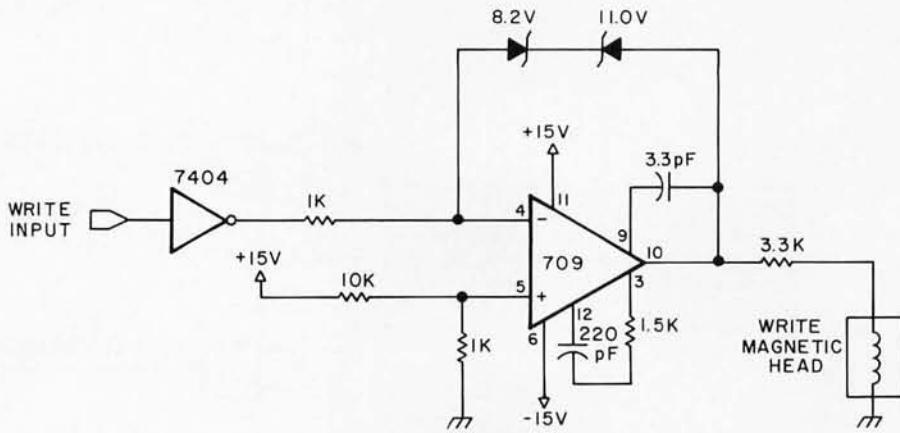 8.2V
11.0V
+15V
3.3pF
7404
11
WRITE
INPUT
1K
4
−
9
10
3.3K
709
3
+15V
10K
5
+
12
1K
6
220
pF
1.5K
WRITE
MAGNETIC
HEAD
-15V